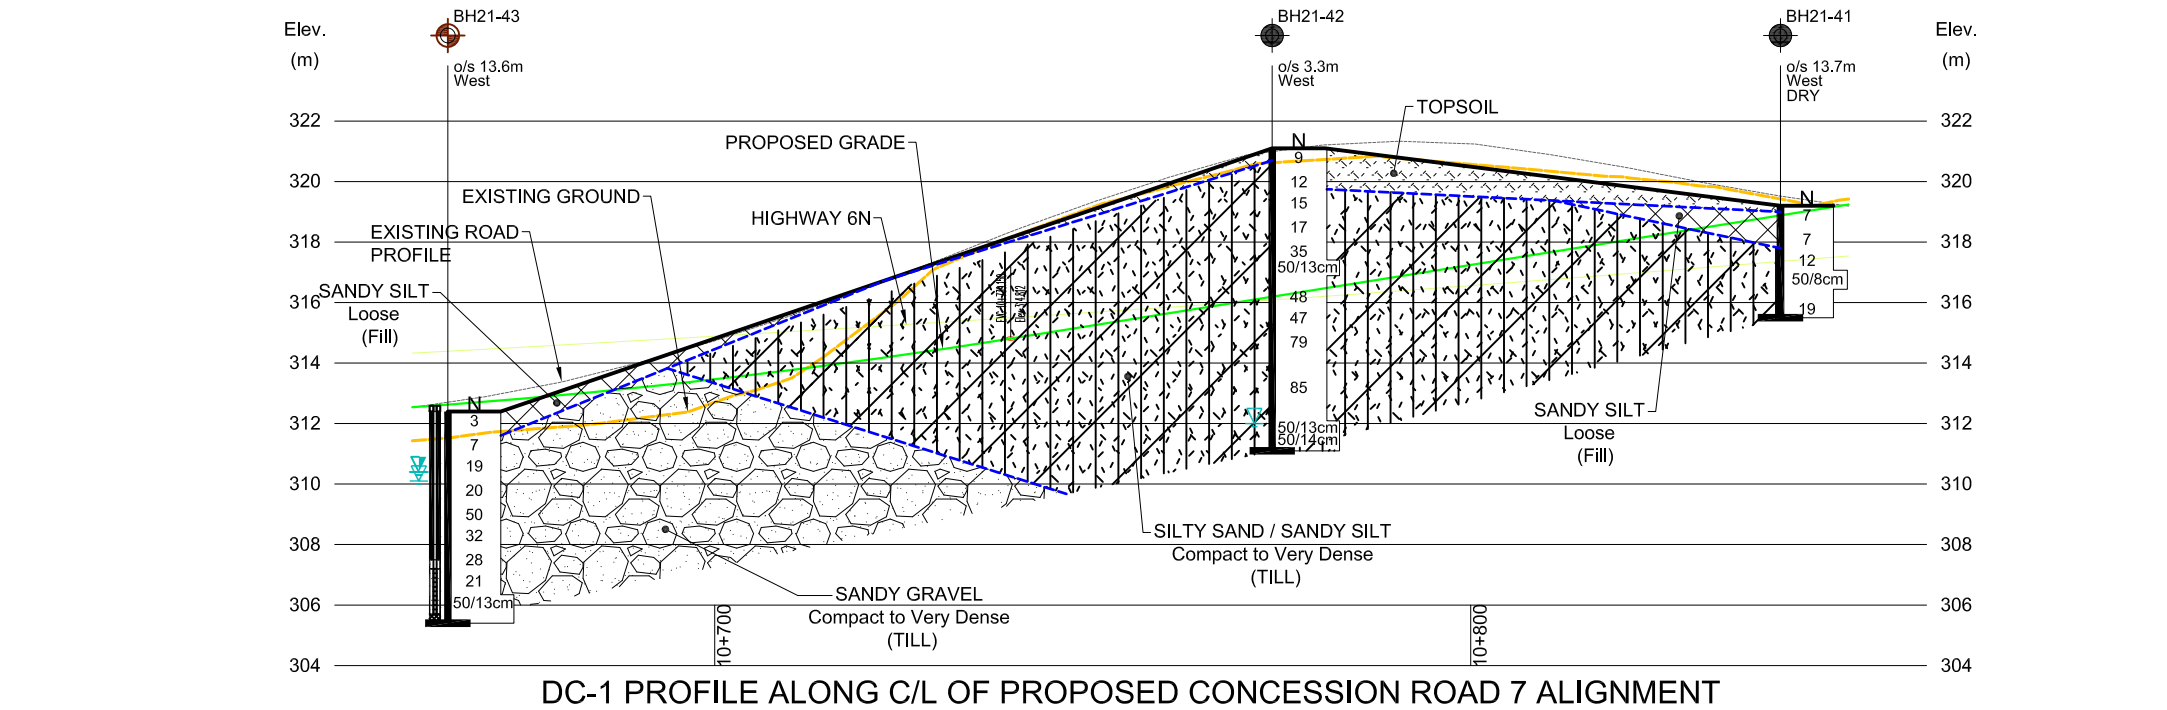 BH21-43
BH21-42
BH21-41
Elev.
(m)
Elev.
(m)
o/s 13.6m
West
o/s 3.3m
West
o/s 13.7m
West
DRY
322
322
320
320
318
318
316
316
314
314
312
312
310
310
308
308
306
306
304
304
TOPSOIL
PROPOSED GRADE
EXISTING GROUND
HIGHWAY 6N
EXISTING ROAD
PROFILE
SANDY SILT
Loose
(Fill)
N
3
7
19
20
50
32
28
21
50/13cm
N
9
12
15
17
35
50/13cm
48
47
79
85
50/13cm
50/14cm
N
7
7
12
50/8cm
19
SANDY SILT
Loose
(Fill)
SILTY SAND / SANDY SILT
Compact to Very Dense
(TILL)
SANDY GRAVEL
Compact to Very Dense
(TILL)
10+700
10+800
DC-1 PROFILE ALONG C/L OF PROPOSED CONCESSION ROAD 7 ALIGNMENT